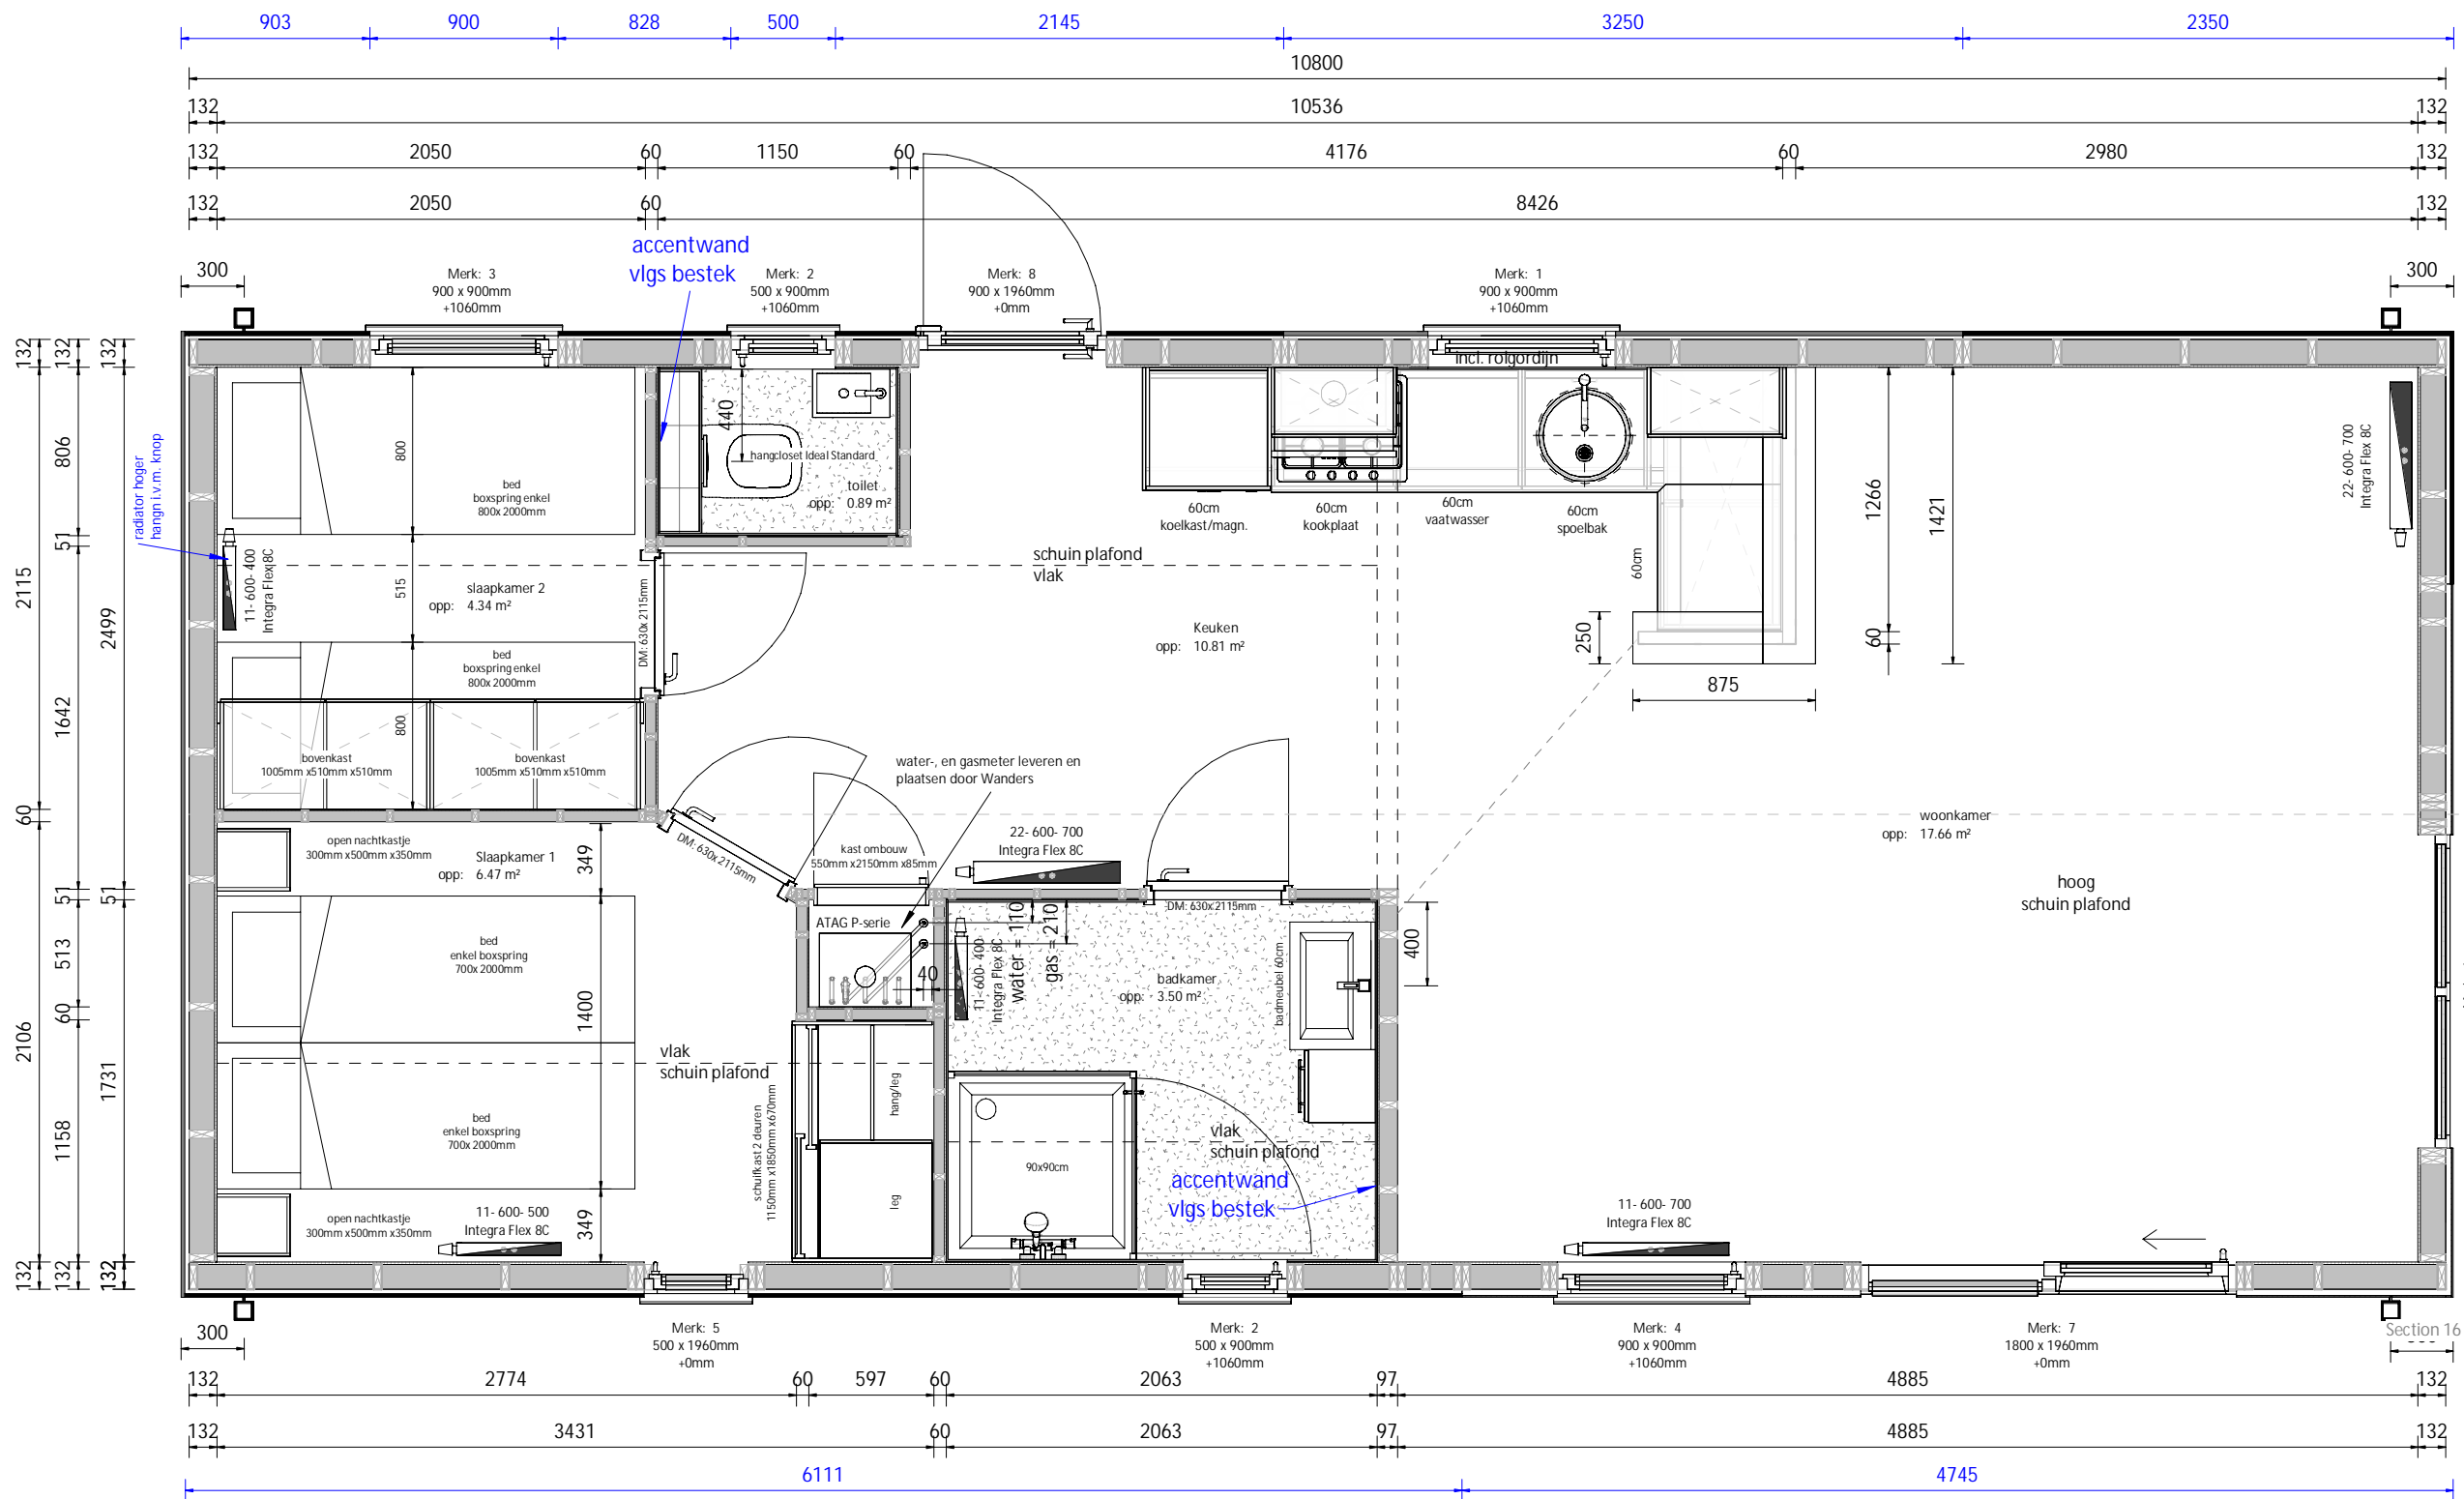 903 900 828 500 2145 3250 2350
10800
132 10536 132
132 2050 60 1150 60 4176 60 2980 132
132 2050 60 8426 132
accentwand
vlgs bestek
300
Merk: 3
900 x 900mm
+1060mm
Merk: 2
500 x 900mm
+1060mm
Merk: 8
900 x 1960mm
+0mm
Merk: 1
900 x 900mm
+1060mm
300
incl. rolgordijn
132 2115 60 2106 132
132 806 51 1642 60 51 513 60 1158 132
132 2499 51 1731 132
radiator hoger
hangn i.v.m. knop
11- 600- 400
Integra Flex 8C
800
bed
boxspring enkel
800x 2000mm
515
slaapkamer 2
opp: 4.34 m²
bed
boxspring enkel
800x 2000mm
800
bovenkast
1005mm x510mm x510mm
bovenkast
1005mm x510mm x510mm
DM: 630x 2115mm
440
hangcloset Ideal Standard
toilet
opp: 0.89 m²
schuin plafond
vlak
Keuken
opp: 10.81 m²
60cm
koelkast/magn.
60cm
kookplaat
60cm
vaatwasser
60cm
spoelbak
60cm
250
875
1266
60
1421
22- 600- 700
Integra Flex 8C
water-, en gasmeter leveren en
plaatsen door Wanders
22- 600- 700
Integra Flex 8C
kast ombouw
550mm x2150mm x85mm
DM: 630x 2115mm
woonkamer
opp: 17.66 m²
hoog
schuin plafond
open nachtkastje
300mm x500mm x350mm
Slaapkamer 1
opp: 6.47 m²
349
bed
enkel boxspring
700x 2000mm
1400
bed
enkel boxspring
700x 2000mm
vlak
schuin plafond
open nachtkastje
300mm x500mm x350mm
11- 600- 500
Integra Flex 8C
349
ATAG P-serie
40
11- 600- 400
Integra Flex 8C
water = 110
gas = 210
DM: 630x 2115mm
badkamer
opp: 3.50 m²
badmeubel 60cm
400
schuifkast 2 deuren
1150mm x1850mm x670mm
hang/leg
leg
90x90cm
vlak
schuin plafond
accentwand
vlgs bestek
11- 600- 700
Integra Flex 8C
300
Merk: 5
500 x 1960mm
+0mm
Merk: 2
500 x 900mm
+1060mm
Merk: 4
900 x 900mm
+1060mm
Merk: 7
1800 x 1960mm
+0mm
Section 16
132 2774 60 597 60 2063 97 4885 132
132 3431 60 2063 97 4885 132
6111 4745